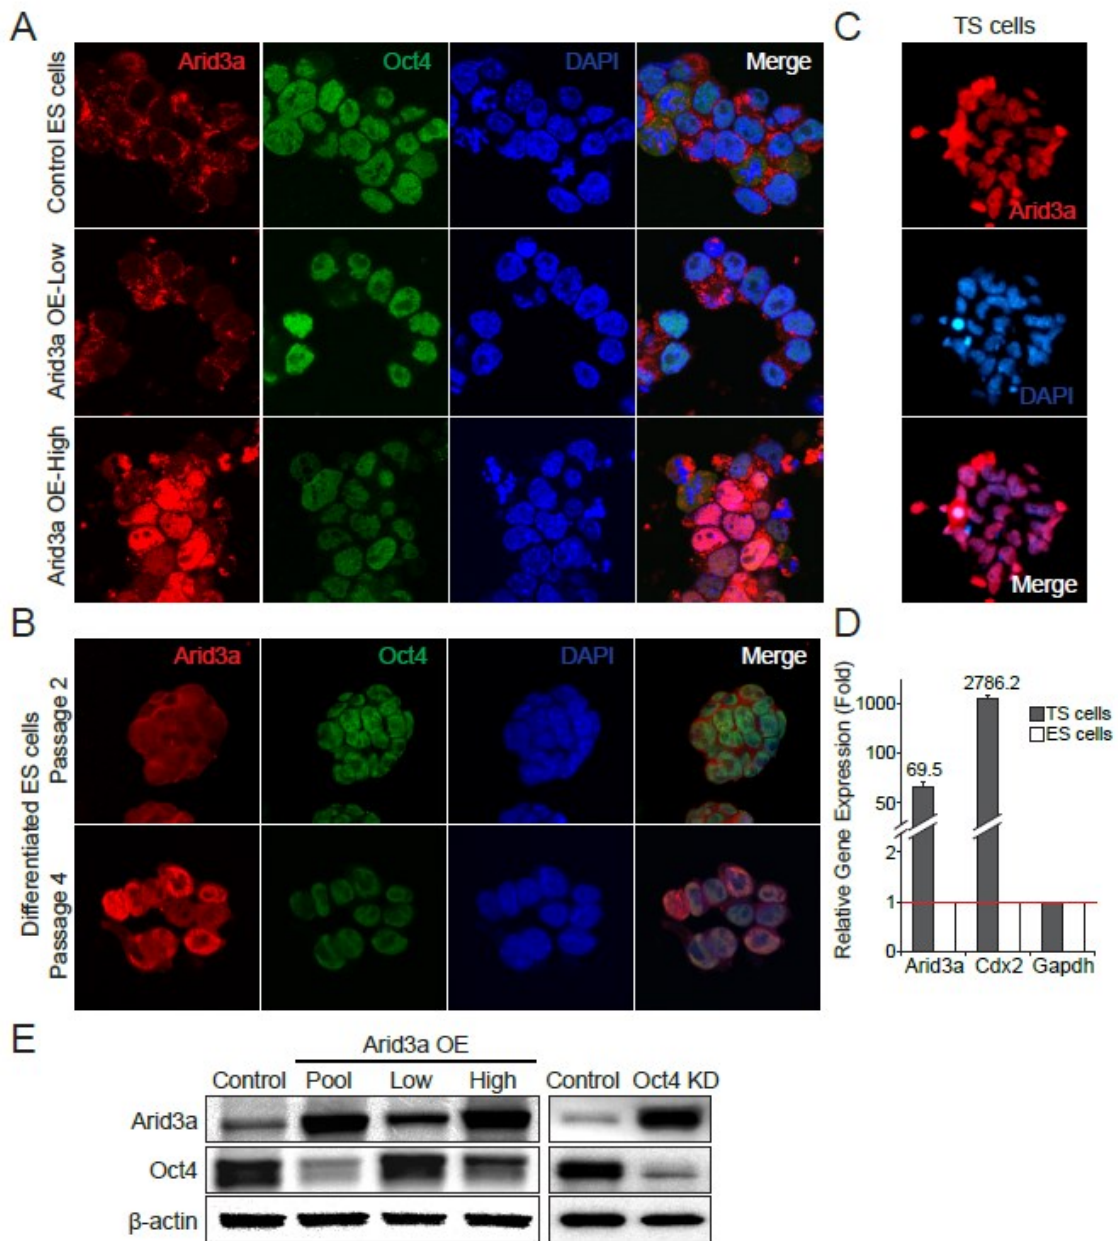 A
Control ES cells
Arid3a
Oct4
DAPI
Merge
Arid3a OE-Low
Arid3a OE-High
B
Differentiated ES cells
Passage 2
Arid3a
Oct4
DAPI
Merge
Passage 4
C
TS cells
Arid3a
DAPI
Merge
D
Relative Gene Expression (Fold)
2786.2
1000
100
69.5
50
2
1
0
TS cells
ES cells
Arid3a Cdx2 Gapdh
E
Arid3a OE
Control Pool Low High Control Oct4 KD
Arid3a
Oct4
β-actin